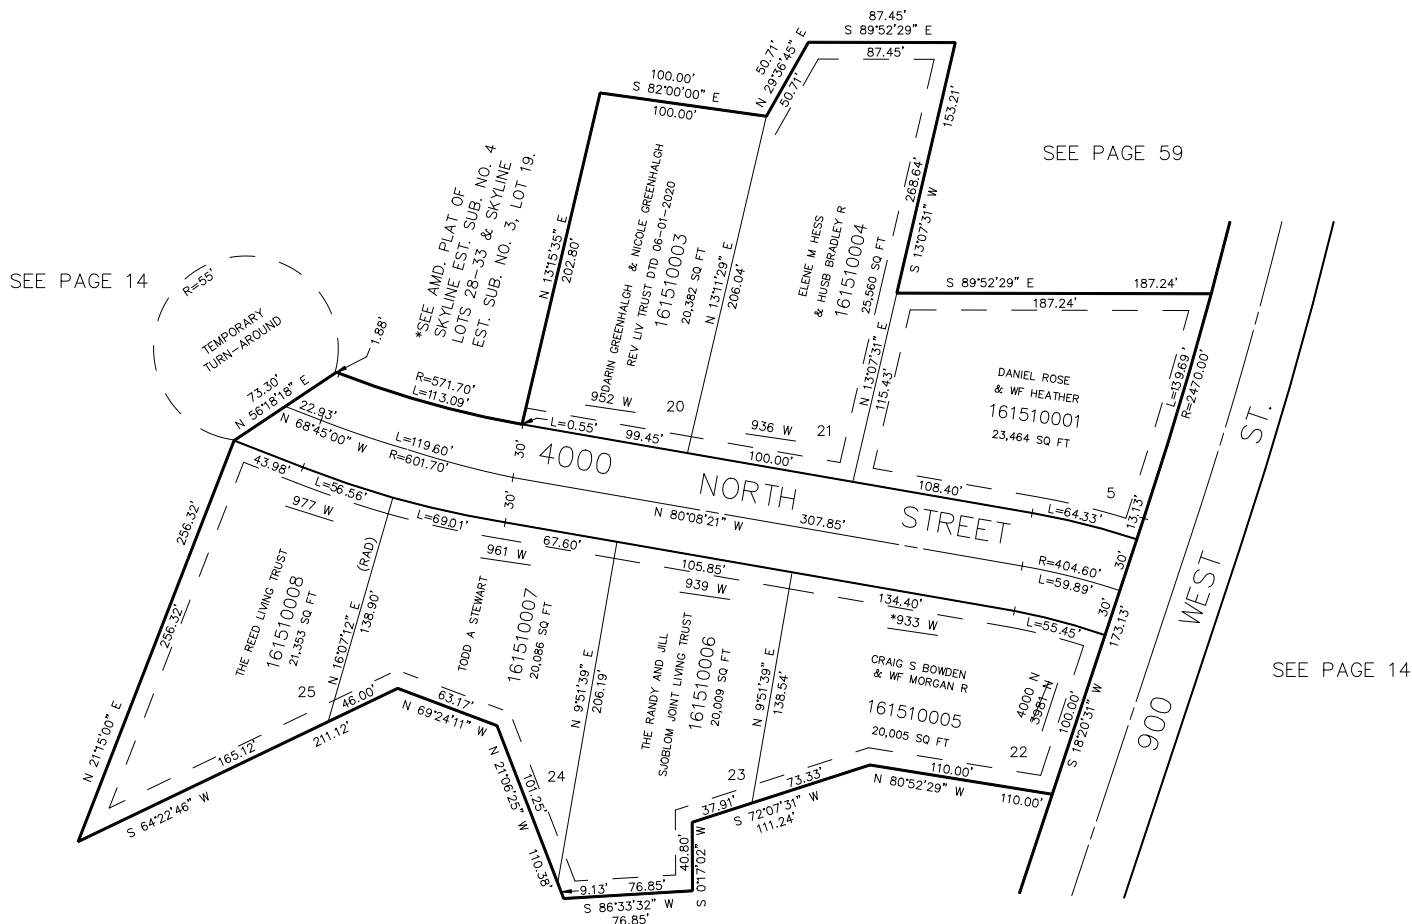 87.45'
S 89°52'29" E
87.45'
50.71'
N 29°36'45" E
50.71'
100.00'
S 82°00'00" E
100.00'
153.21'
268.64'
S 13°07'31" W
SEE PAGE 59
SEE PAGE 14
*SEE AMD. PLAT OF
SKYLINE EST. SUB. NO. 4
LOTS 28-33 & SKYLINE
EST. SUB. NO. 3, LOT 19.
N 13°15'35" E
202.80'
DARIN GREENHALGH & NICOLE GREENHALGH
REV LIV TRUST DTD 06-01-2020
161510003
20,382 SQ FT
N 13°11'29" E
206.04'
ELENE M HESS
& HUSB BRADLEY R
161510004
25,560 SQ FT
S 89°52'29" E
187.24'
187.24'
R=55'
TEMPORARY
TURN-AROUND
1.88'
73.30'
N 56°18'18" E
R=571.70'
L=113.09'
22.93'
N 68°45'00" W
L=119.60'
R=601.70'
952 W
20
L=0.55'
99.45'
936 W
21
100.00'
N 13°07'31" E
115.43'
DANIEL ROSE
& WF HEATHER
161510001
23,464 SQ FT
L=139.69'
R=2470.00'
5
108.40'
L=64.33'
13.13'
30'
30'
4000
NORTH
STREET
N 80°08'21" W
307.85'
R=404.60'
L=59.89'
30'
30'
173.13'
ST.
WEST
900
SEE PAGE 14
43.98'
L=56.56'
977 W
L=69.01'
67.60'
961 W
105.85'
939 W
134.40'
*933 W
L=55.45'
256.32'
256.32'
N 21°15'00" E
THE REED LIVING TRUST
161510008
21,353 SQ FT
25
(RAD)
N 16°07'12" E
138.90'
TODD A STEWART
161510007
20,086 SQ FT
24
N 9°51'39" E
206.19'
THE RANDY AND JILL
SJOBLOM JOINT LIVING TRUST
161510006
20,009 SQ FT
23
N 9°51'39" E
138.54'
CRAIG S BOWDEN
& WF MORGAN R
161510005
20,005 SQ FT
22
4000 N
3981 N
100.00'
S 18°20'31" W
46.00'
165.12'
211.12'
S 64°22'46" W
63.17'
N 69°24'11" W
N 21°06'25" W
101.25'
110.38'
9.13'
76.85'
S 86°33'32" W
76.85'
40.80'
S 0°17'02" W
37.91'
73.33'
S 72°07'31" W
111.24'
110.00'
N 80°52'29" W
110.00'